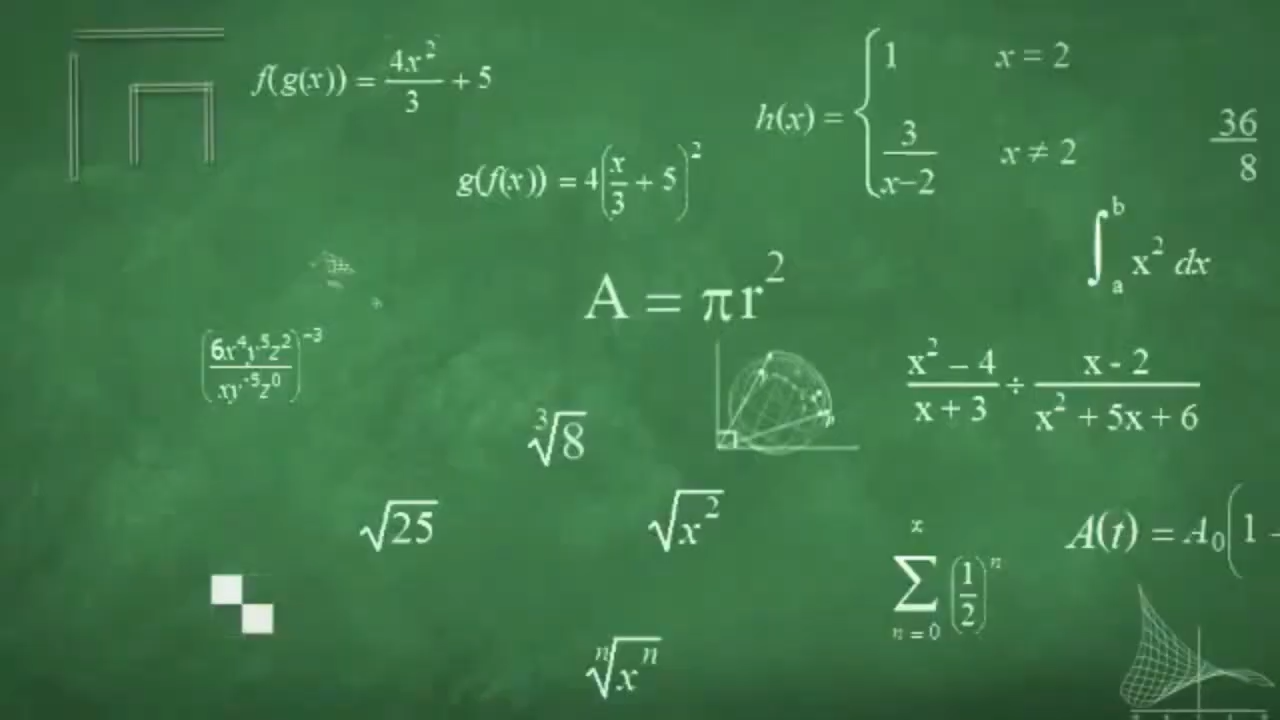 f(g(x)) = 4x²/3 + 5
h(x) = { 1 x = 2
3/(x−2) x ≠ 2
36/8
g(f(x)) = 4(x/3 + 5)²
∫ₐᵇ x² dx
A = πr²
(6x⁴y⁵z²/xy⁻⁵z⁰)⁻³
(x² – 4)/(x + 3) ÷ (x - 2)/(x² + 5x + 6)
∛8
√25
√x²
x
∑ (1/2)ⁿ
n = 0
A(t) = A₀(1
ⁿ√xⁿ